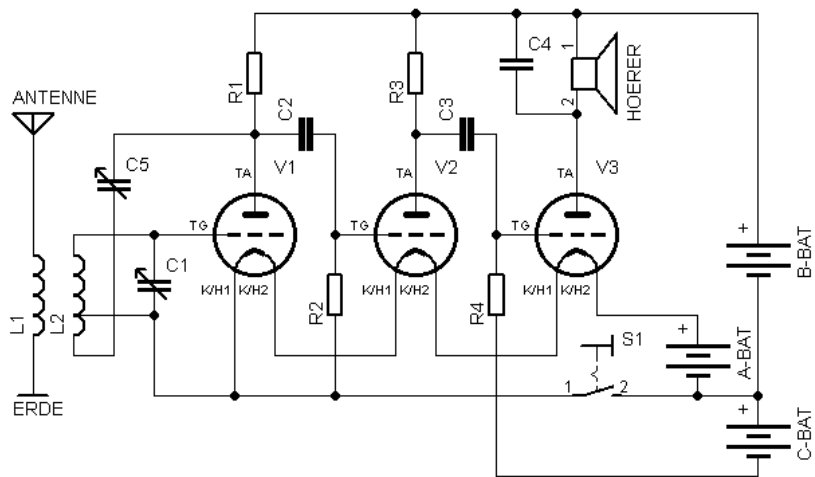 ANTENNE
C5
L1
L2
C1
ERDE
R1
C2
TA
V1
TG
K/H1 K/H2
R2
R3
C3
TA
V2
TG
K/H1 K/H2
R4
C4
1
2
HOERER
TA
V3
TG
K/H1 K/H2
S1
1
2
+
A-BAT
+
B-BAT
+
C-BAT